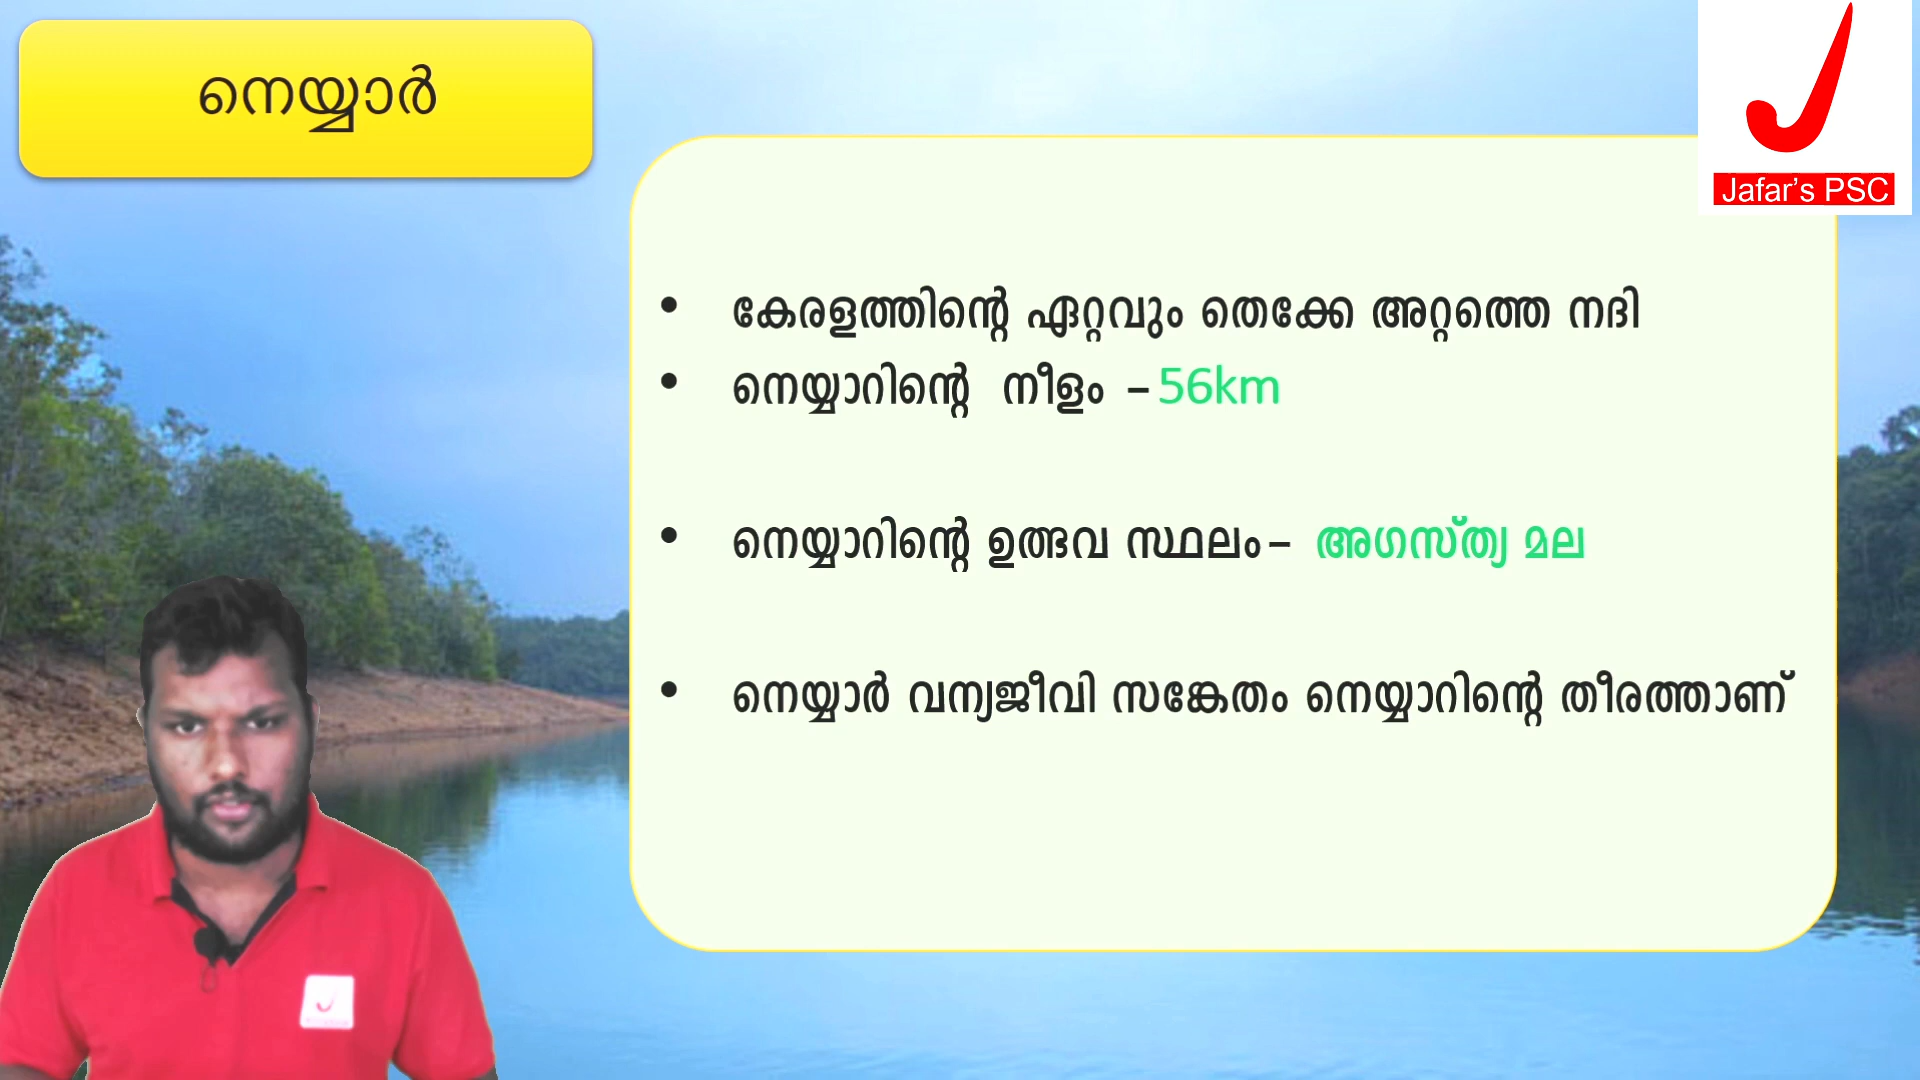 നെയ്യാർ
Jafar's PSC
• കേരളത്തിന്റെ ഏറ്റവും തെക്കേ അറ്റത്തെ നദി
• നെയ്യാറിന്റെ നീളം -56km
• നെയ്യാറിന്റെ ഉത്ഭവ സ്ഥലം- അഗസ്ത്യ മല
• നെയ്യാർ വന്യജീവി സങ്കേതം നെയ്യാറിന്റെ തീരത്താണ്